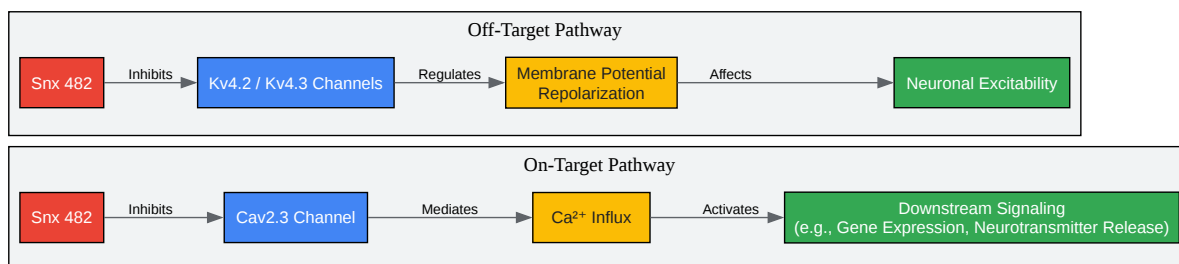 Off-Target Pathway
Snx 482
Inhibits
Kv4.2 / Kv4.3 Channels
Regulates
Membrane Potential
Repolarization
Affects
Neuronal Excitability
On-Target Pathway
Snx 482
Inhibits
Cav2.3 Channel
Mediates
Ca²⁺ Influx
Activates
Downstream Signaling
(e.g., Gene Expression, Neurotransmitter Release)